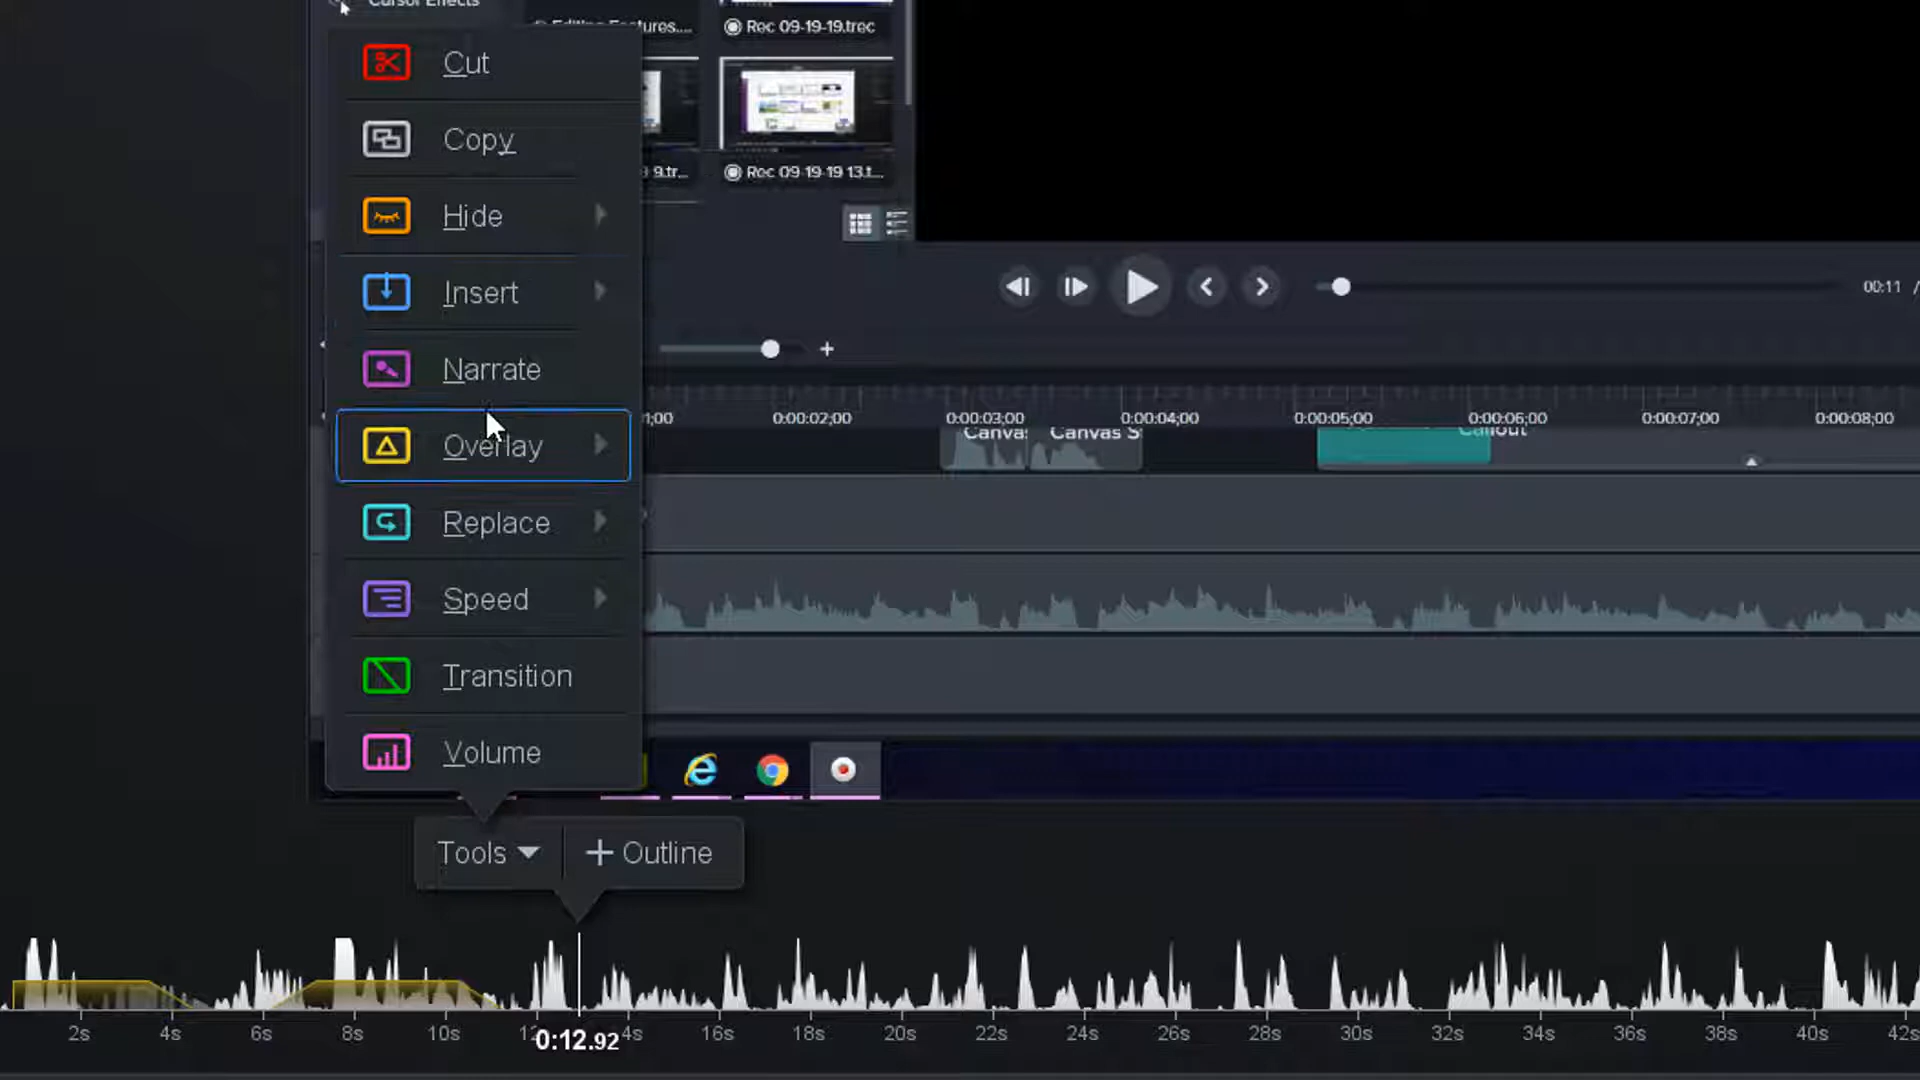 Cursor Effects
Editing Features....
Rec 09-19-19.trec
Cut
Copy
9.tr...
Rec 09-19-19 13.t...
Hide
Insert
00:11 /
Narrate
0:00:02;00
0:00:03;00
0:00:04;00
0:00:05;00
0:00:06;00
0:00:07;00
0:00:08;00
Canvas
Canvas S
Callout
Overlay
Replace
Speed
Transition
Volume
Tools
+ Outline
2s
4s
6s
8s
10s
0:12.92
4s
16s
18s
20s
22s
24s
26s
28s
30s
32s
34s
36s
38s
40s
42s